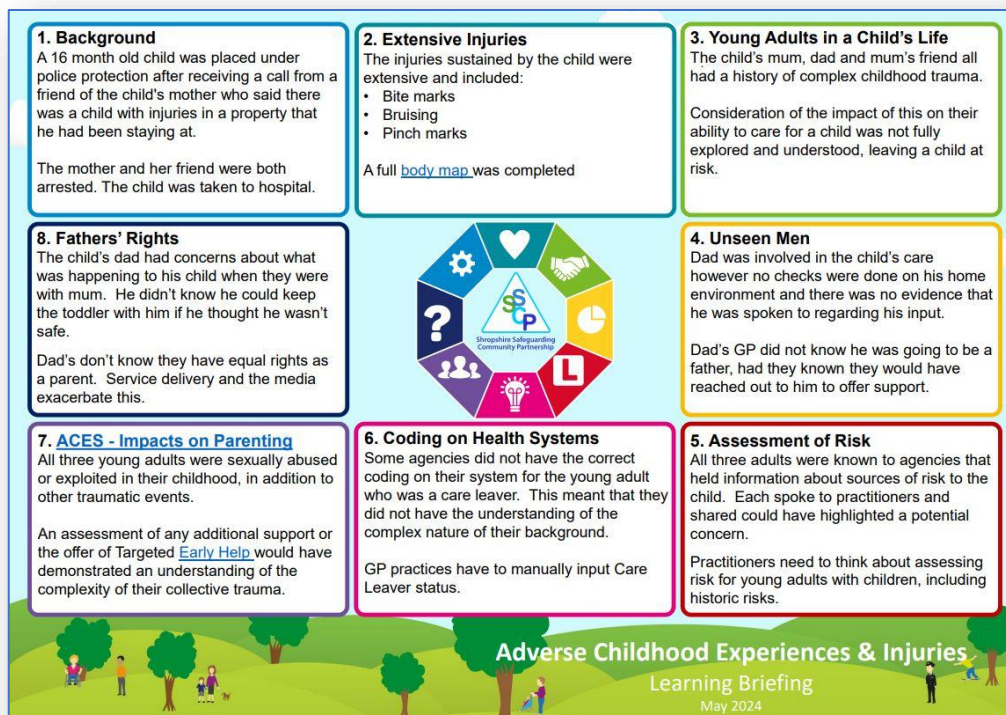 1. Background
A 16 month old child was placed under
police protection after receiving a call from a
friend of the child's mother who said there
was a child with injuries in a property that
he had been staying at.
The mother and her friend were both
arrested. The child was taken to hospital.
2. Extensive Injuries
The injuries sustained by the child were
extensive and included:
• Bite marks
• Bruising
• Pinch marks
A full body map was completed
3. Young Adults in a Child's Life
The child's mum, dad and mum's friend all
had a history of complex childhood trauma.
Consideration of the impact of this on their
ability to care for a child was not fully
explored and understood, leaving a child at
risk.
8. Fathers' Rights
The child's dad had concerns about what
was happening to his child when they were
with mum. He didn't know he could keep
the toddler with him if he thought he wasn't
safe.
Dad's don't know they have equal rights as
a parent. Service delivery and the media
exacerbate this.
?
SSCP
Shropshire Safeguarding
Community Partnership
L
4. Unseen Men
Dad was involved in the child's care
however no checks were done on his home
environment and there was no evidence that
he was spoken to regarding his input.
Dad's GP did not know he was going to be a
father, had they known they would have
reached out to him to offer support.
7. ACES - Impacts on Parenting
All three young adults were sexually abused
or exploited in their childhood, in addition to
other traumatic events.
An assessment of any additional support or
the offer of Targeted Early Help would have
demonstrated an understanding of the
complexity of their collective trauma.
6. Coding on Health Systems
Some agencies did not have the correct
coding on their system for the young adult
who was a care leaver. This meant that they
did not have the understanding of the
complex nature of their background.
GP practices have to manually input Care
Leaver status.
5. Assessment of Risk
All three adults were known to agencies that
held information about sources of risk to the
child. Each spoke to practitioners and
shared could have highlighted a potential
concern.
Practitioners need to think about assessing
risk for young adults with children, including
historic risks.
Adverse Childhood Experiences & Injuries
Learning Briefing
May 2024